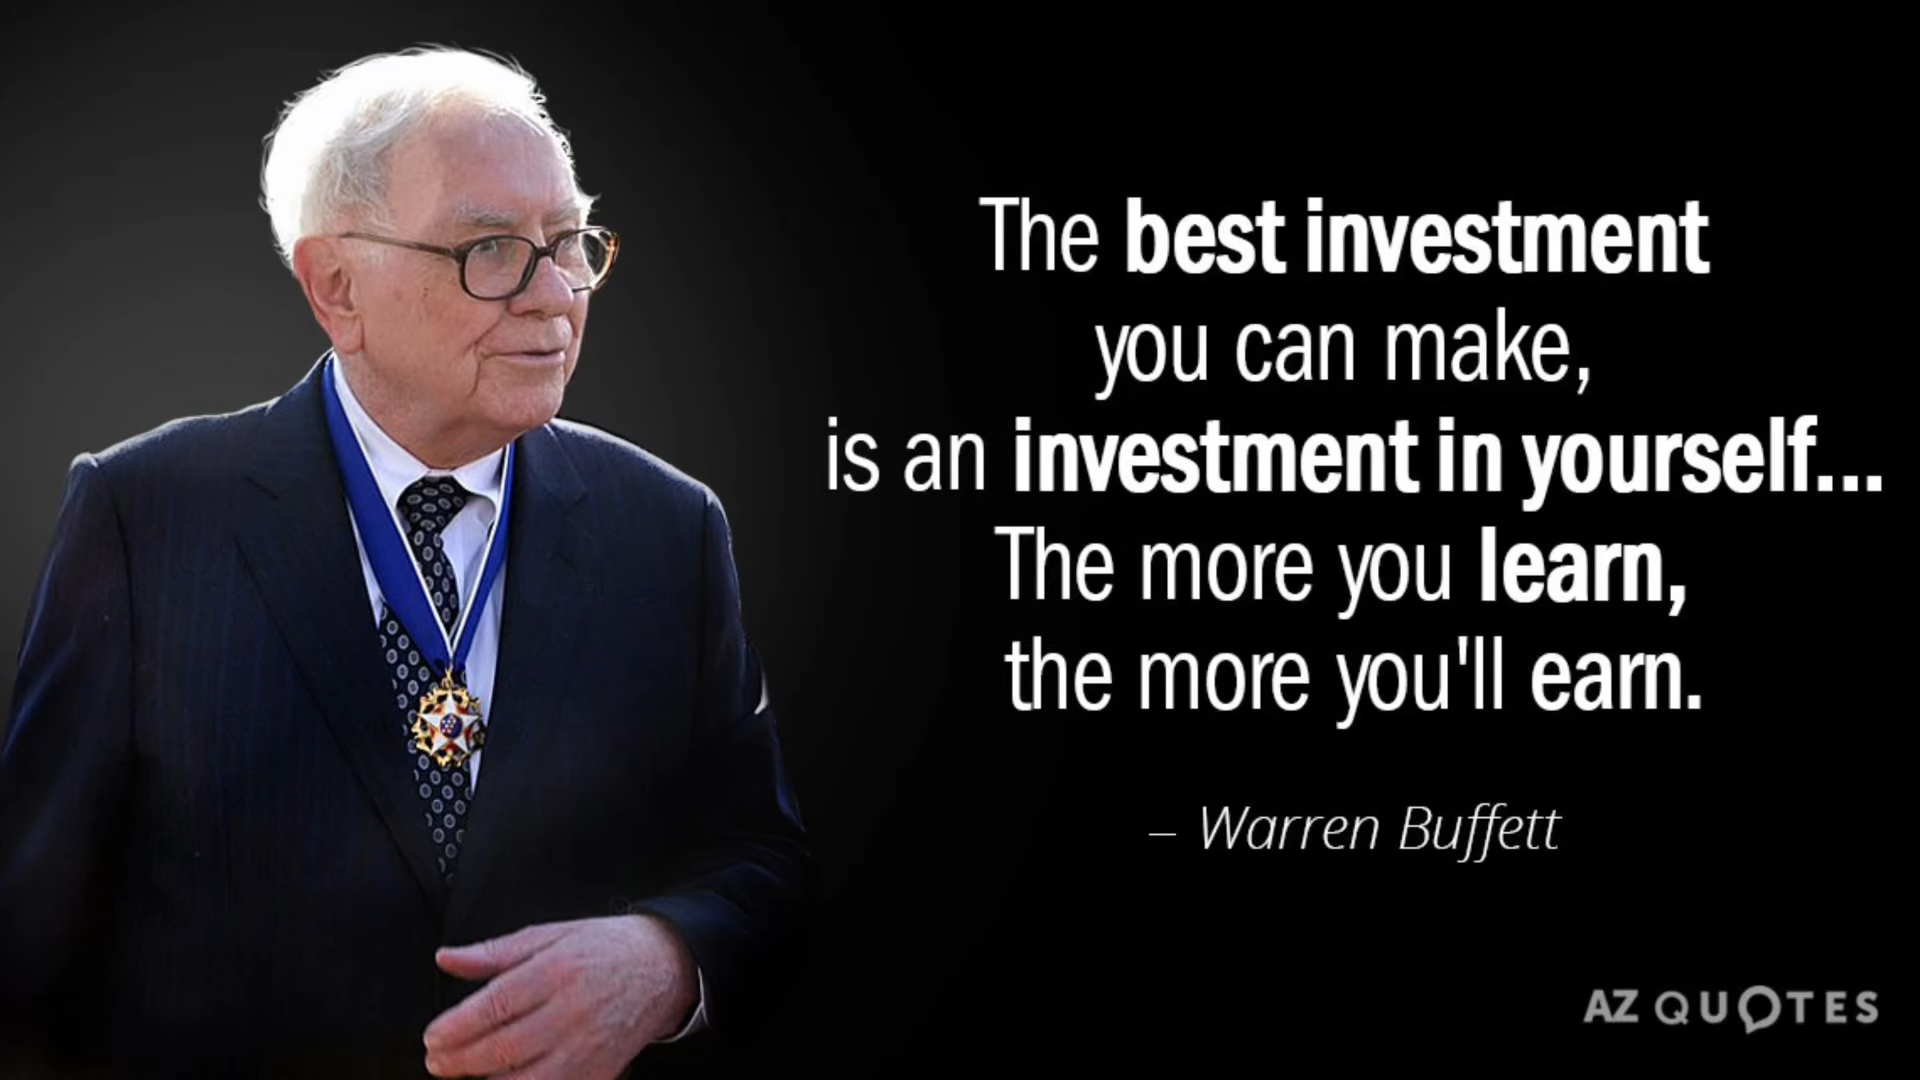 The best investment
you can make,
is an investment in yourself...
The more you learn,
the more you'll earn.
– Warren Buffett
AZ QUOTES